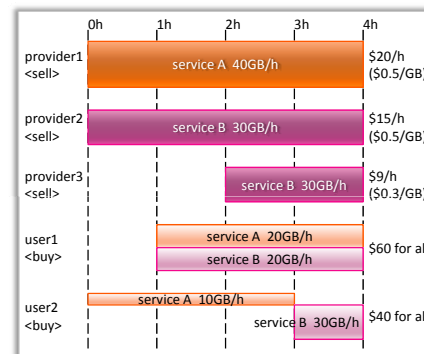 0h 1h 2h 3h 4h
provider1 service A 40GB/h $20/h
<sell> ($0.5/GB)
provider2 service B 30GB/h $15/h
<sell> ($0.5/GB)
provider3 service B 30GB/h $9/h
<sell> ($0.3/GB)
user1 service A 20GB/h
<buy> service B 20GB/h $60 for al
user2 service A 10GB/h
<buy> service B 30GB/h $40 for al